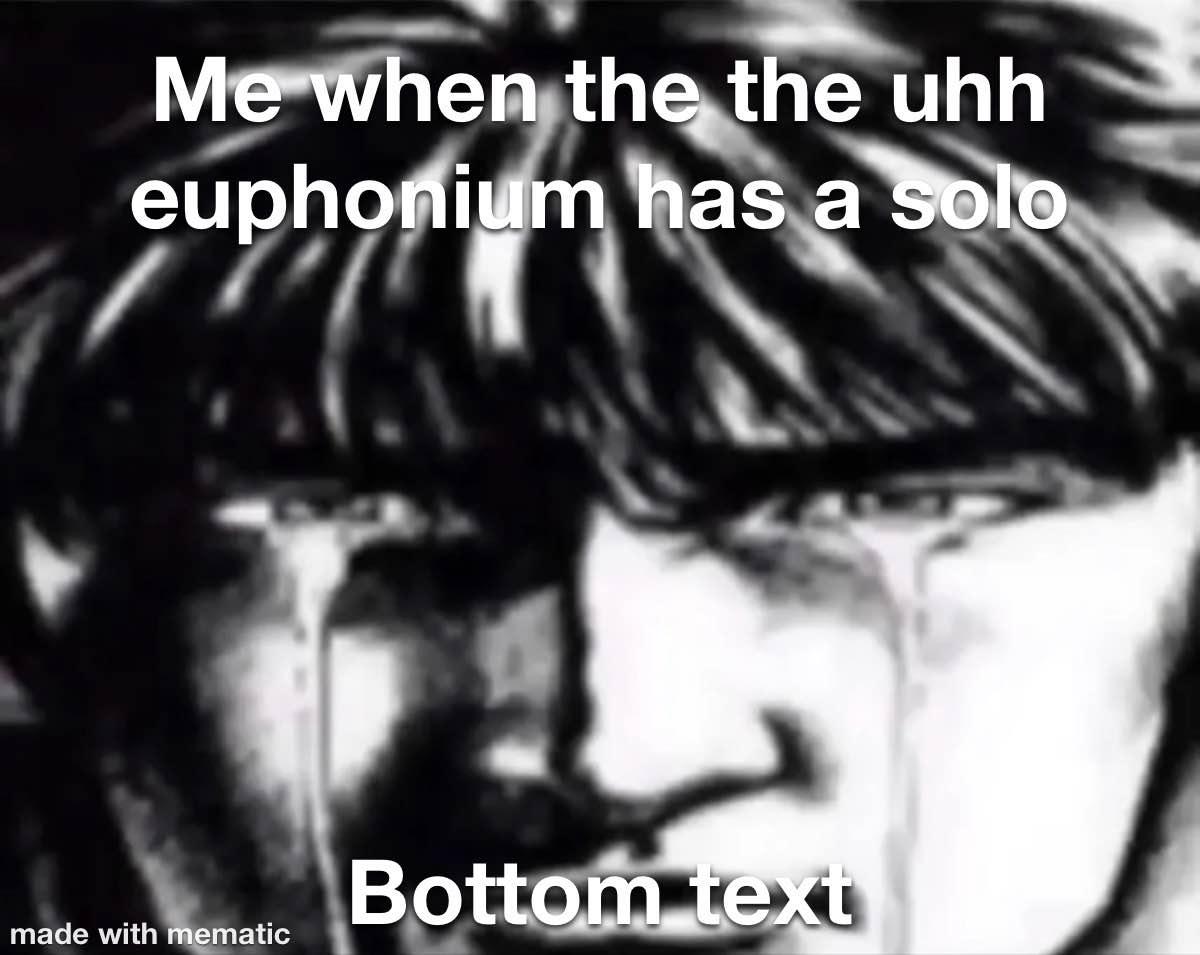 Me when the the uhh
euphonium has a solo
Bottom text
made with mematic